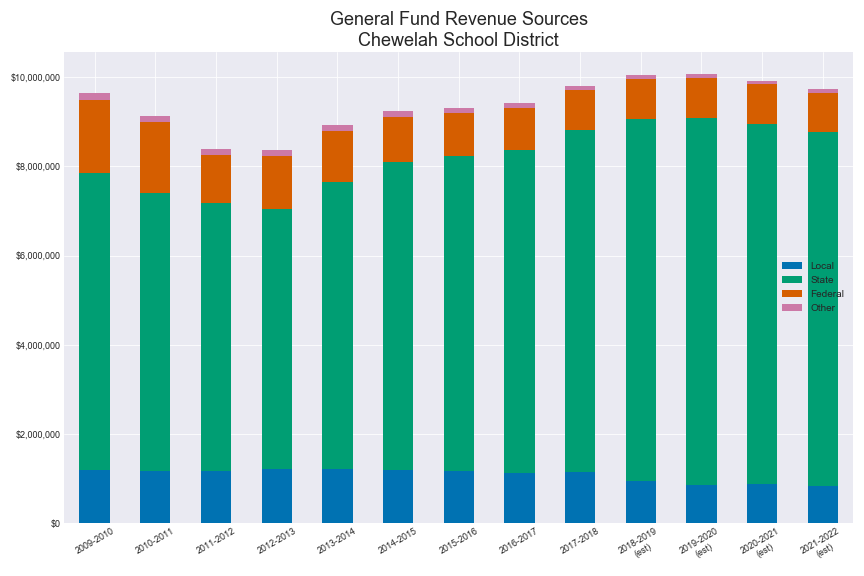 General Fund Revenue Sources
Chewelah School District
$10,000,000
$8,000,000
$6,000,000
$4,000,000
$2,000,000
$0
Local
State
Federal
Other
2009-2010
2010-2011
2011-2012
2012-2013
2013-2014
2014-2015
2015-2016
2016-2017
2017-2018
2018-2019
(est)
2019-2020
(est)
2020-2021
(est)
2021-2022
(est)